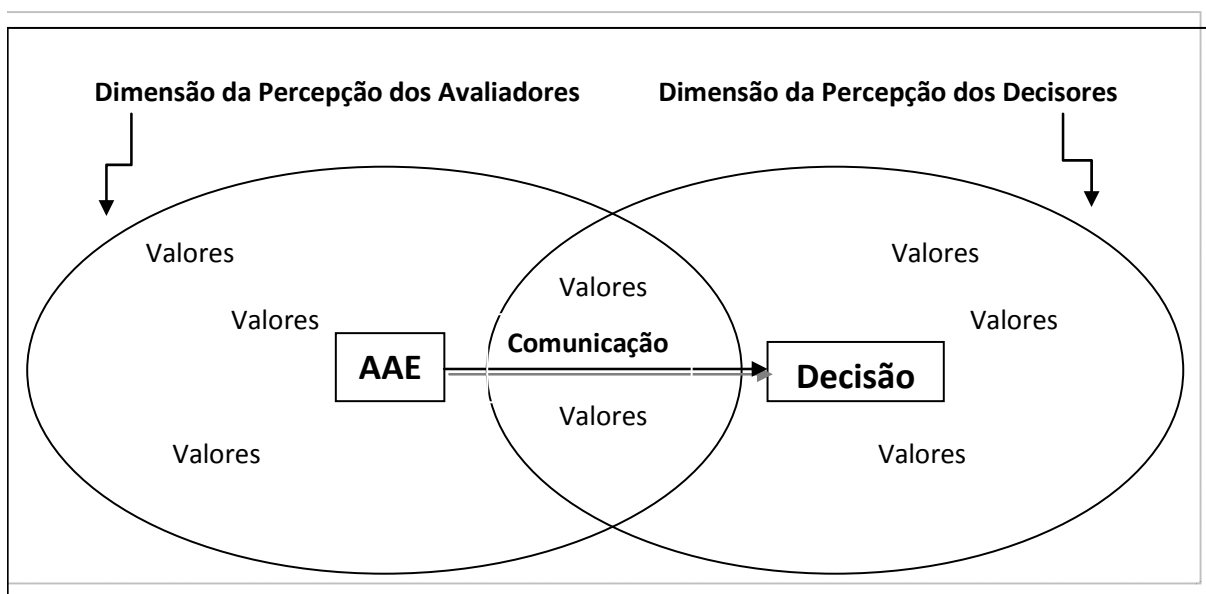 Dimensão da Percepção dos Avaliadores
Dimensão da Percepção dos Decisores
Valores
Valores
Valores
Valores
Valores
Comunicação
AAE
Decisão
Valores
Valores
Valores